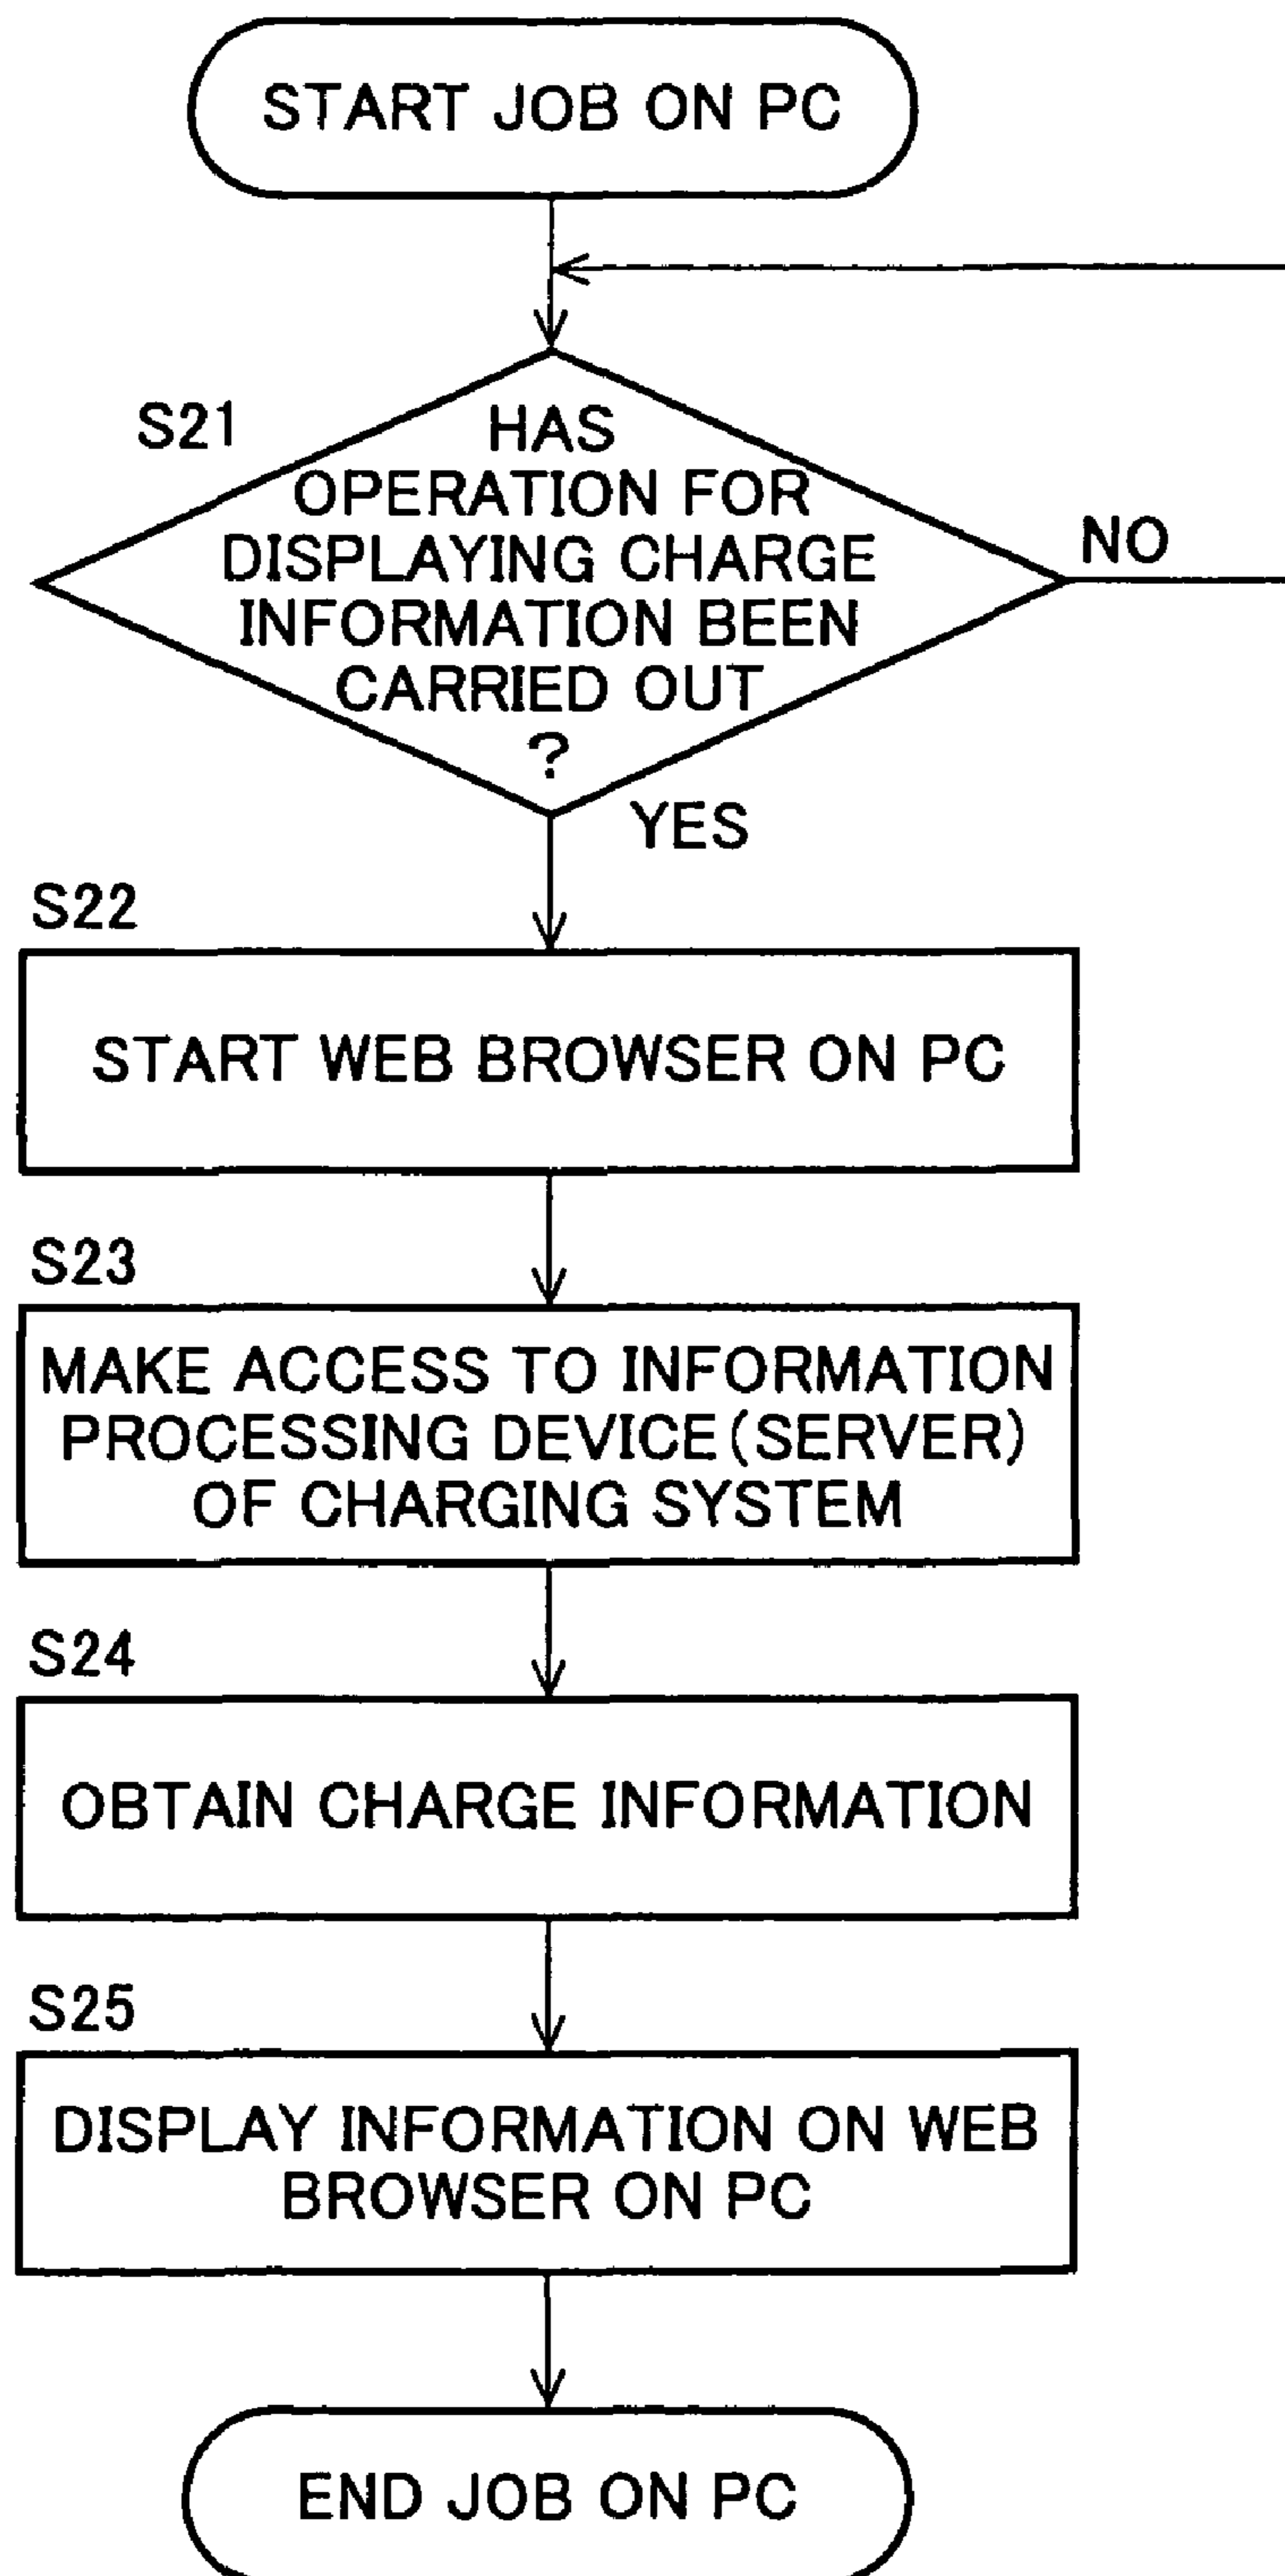 START JOB ON PC
S21
HAS
OPERATION FOR
DISPLAYING CHARGE
INFORMATION BEEN
CARRIED OUT
?
NO
YES
S22
START WEB BROWSER ON PC
S23
MAKE ACCESS TO INFORMATION
PROCESSING DEVICE(SERVER)
OF CHARGING SYSTEM
S24
OBTAIN CHARGE INFORMATION
S25
DISPLAY INFORMATION ON WEB
BROWSER ON PC
END JOB ON PC